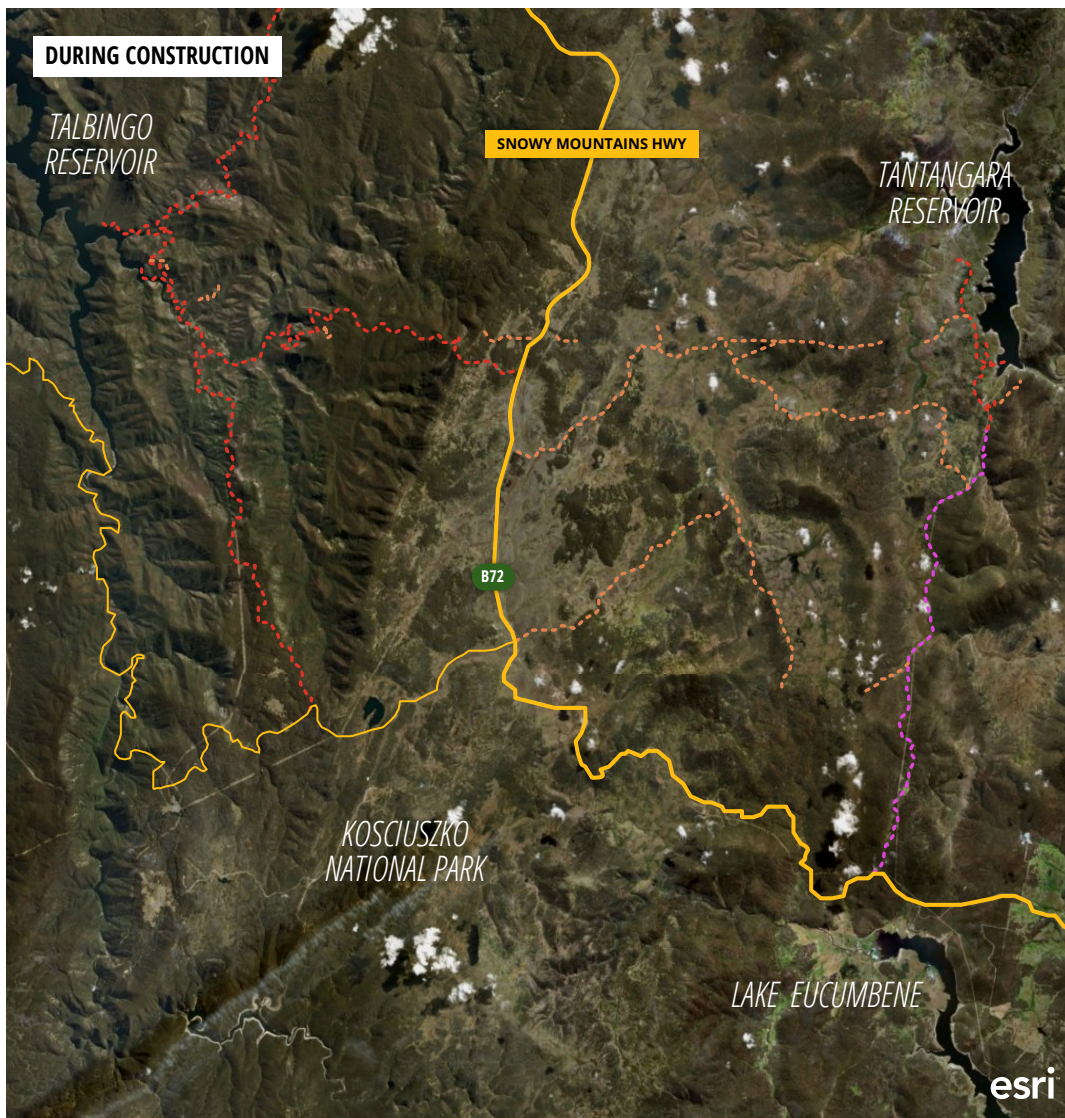 DURING CONSTRUCTION
TALBINGO
RESERVOIR
SNOWY MOUNTAINS HWY
TANTANGARA
RESERVOIR
B72
KOSCIUSZKO
NATIONAL PARK
LAKE EUCUMBENE
esri